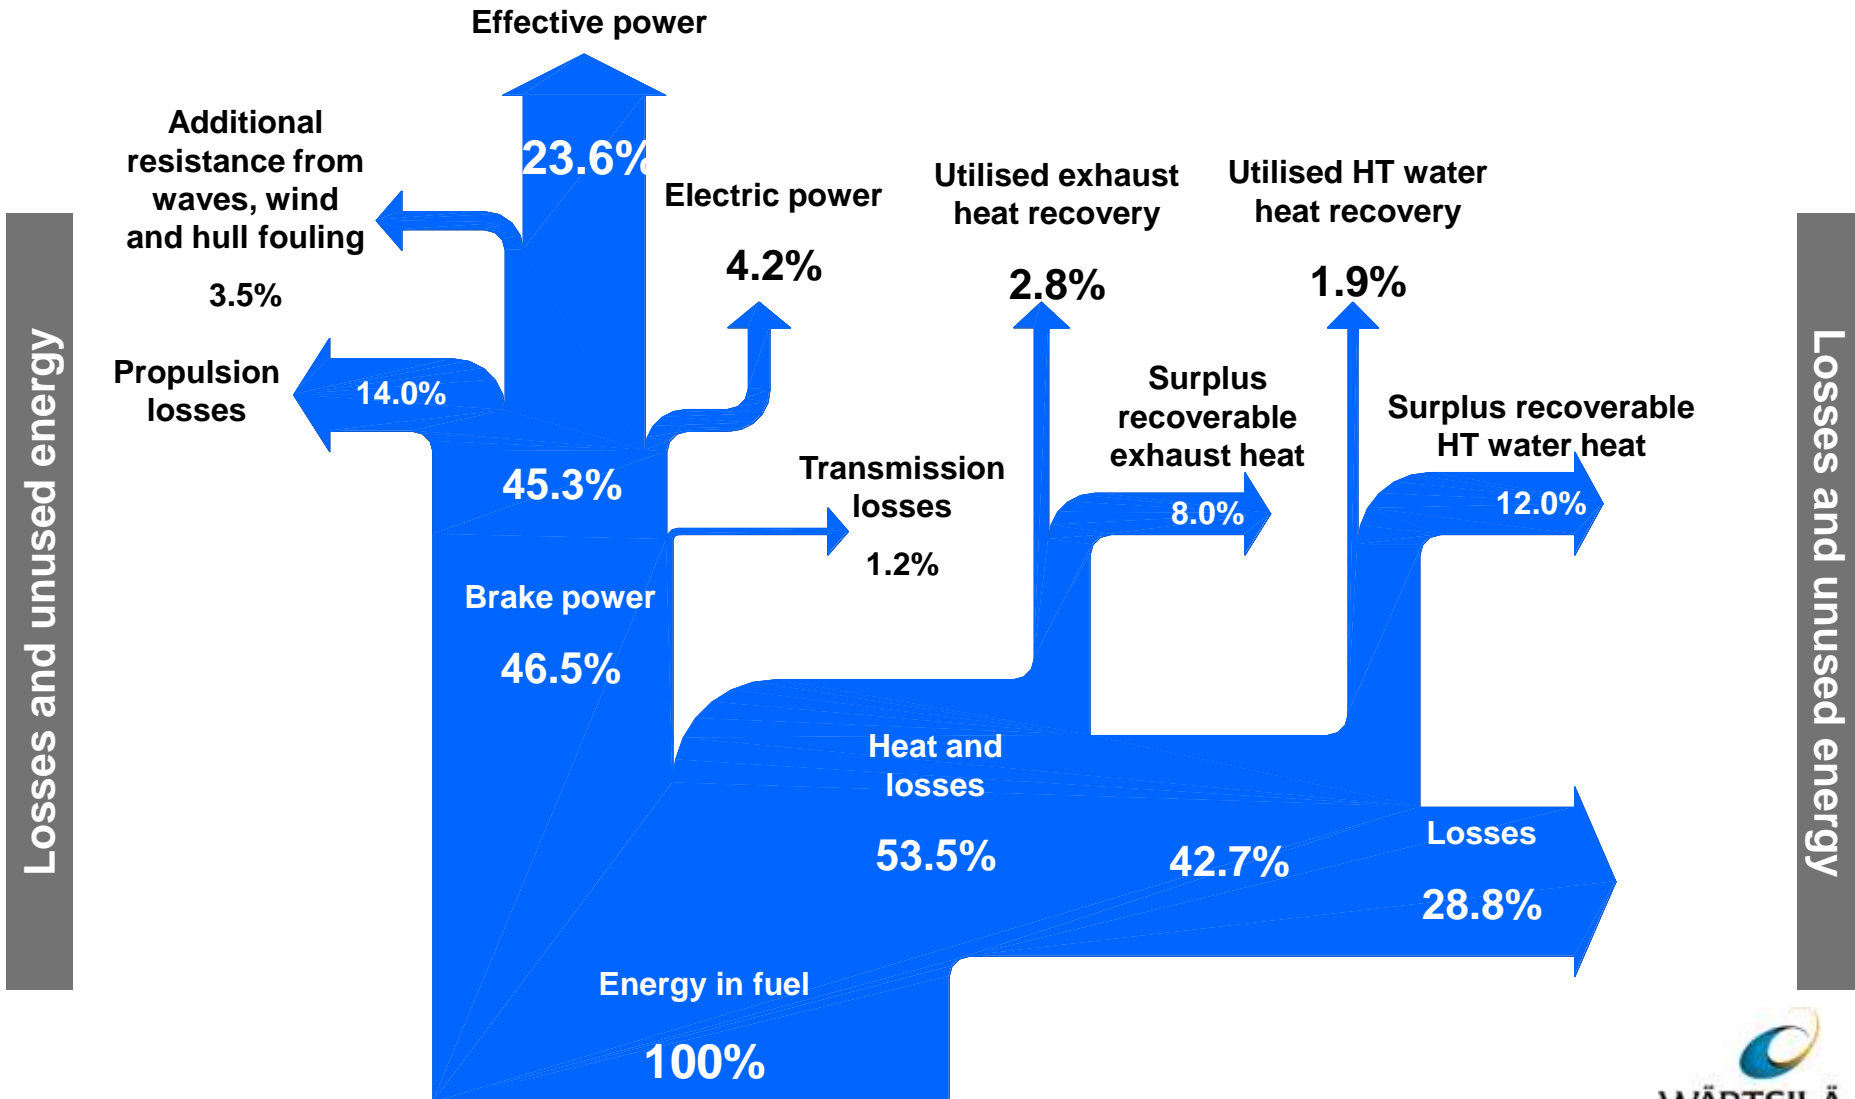 Effective power
23.6%
Additional
resistance from
waves, wind
and hull fouling
3.5%
Electric power
4.2%
Utilised exhaust
heat recovery
2.8%
Utilised HT water
heat recovery
1.9%
Propulsion
losses
14.0%
45.3%
Transmission
losses
1.2%
Surplus
recoverable
exhaust heat
8.0%
Surplus recoverable
HT water heat
12.0%
Brake power
46.5%
Heat and
losses
53.5%
42.7%
Losses
28.8%
Energy in fuel
100%
Losses and unused energy
Losses and unused energy
WÄRTSILÄ